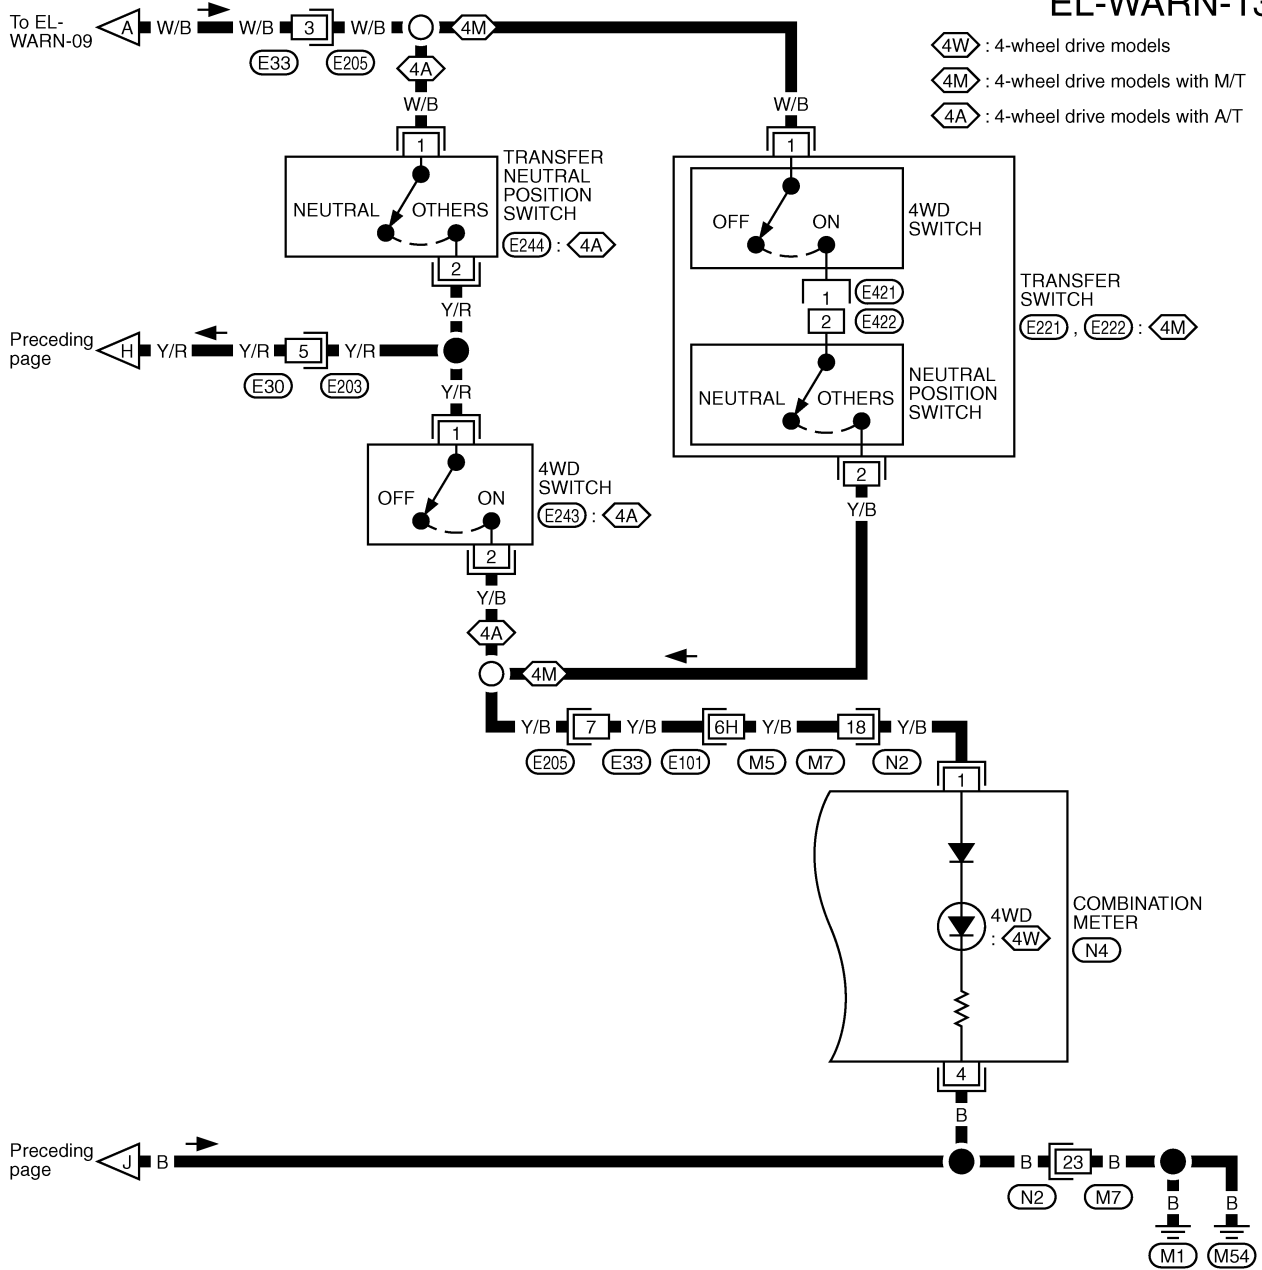 EL-WARN-13
To EL-
WARN-09
A
W/B
W/B
3
W/B
4M
E33
E205
4A
W/B
W/B
4W : 4-wheel drive models
4M : 4-wheel drive models with M/T
4A : 4-wheel drive models with A/T
1
1
TRANSFER
NEUTRAL
POSITION
SWITCH
E244 : 4A
NEUTRAL
OTHERS
2
Y/R
OFF
ON
4WD
SWITCH
1
E421
2
E422
TRANSFER
SWITCH
E221 , E222 : 4M
NEUTRAL
OTHERS
NEUTRAL
POSITION
SWITCH
2
Y/B
Preceding
page
H
Y/R
Y/R
5
Y/R
E30
E203
Y/R
1
OFF
ON
4WD
SWITCH
E243 : 4A
2
Y/B
4A
4M
Y/B
7
Y/B
6H
Y/B
18
Y/B
E205
E33
E101
M5
M7
N2
1
4WD
: 4W
COMBINATION
METER
N4
4
B
Preceding
page
J
B
B
23
B
N2
M7
B
B
M1
M54